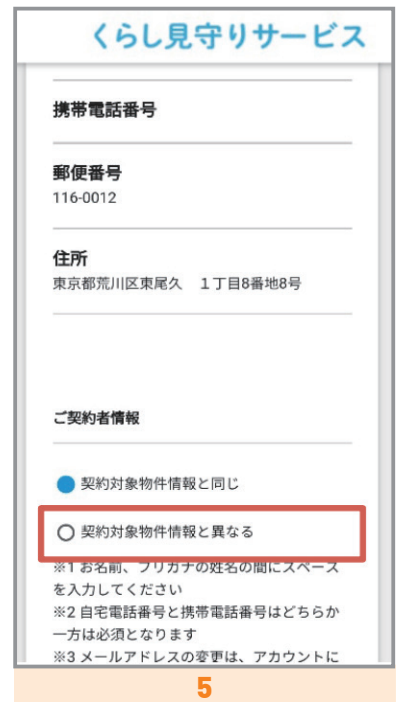 くらし見守りサービス
携帯電話番号
郵便番号
116-0012
住所
東京都荒川区東尾久　１丁目8番地8号
ご契約者情報
契約対象物件情報と同じ
契約対象物件情報と異なる
※1 お名前、フリガナの姓名の間にスペース
を入力してください
※2 自宅電話番号と携帯電話番号はどちらか
一方は必須となります
※3 メールアドレスの変更は、アカウントに
5